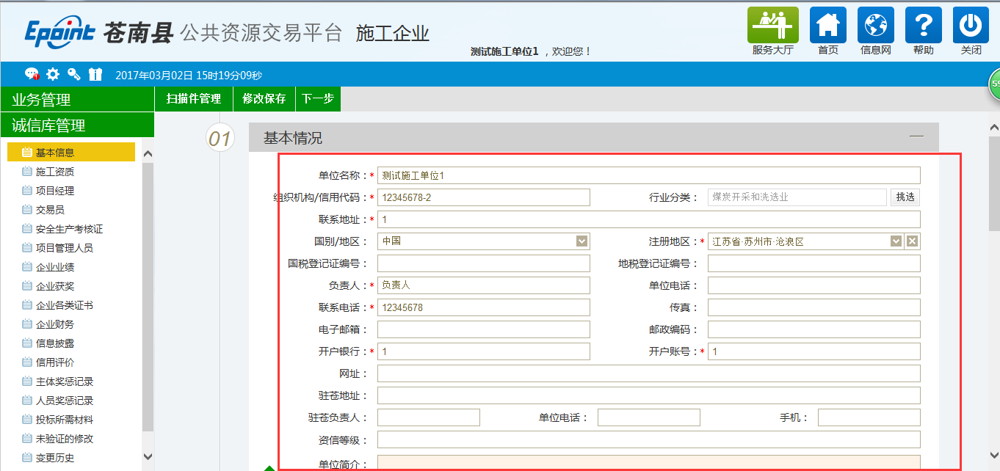 Epoint 苍南县 公共资源交易平台 施工企业
测试施工单位1 ，欢迎您！
服务大厅 首页 信息网 帮助 关闭
2017年03月02日 15时19分09秒
59
业务管理
扫描件管理 修改保存 下一步
诚信库管理
基本信息
施工资质
项目经理
交易员
安全生产考核证
项目管理人员
企业业绩
企业获奖
企业各类证书
企业财务
信息披露
信用评价
主体奖惩记录
人员奖惩记录
投标所需材料
未验证的修改
变更历史
01 基本情况
单位名称：* 测试施工单位1
组织机构/信用代码：* 12345678-2 行业分类： 煤炭开采和洗选业 挑选
联系地址：* 1
国别/地区： 中国 注册地区：* 江苏省·苏州市·沧浪区
国税登记证编号： 地税登记证编号：
负责人：* 负责人 单位电话：
联系电话：* 12345678 传真：
电子邮箱： 邮政编码：
开户银行：* 1 开户账号：* 1
网址：
驻苍地址：
驻苍负责人： 单位电话： 手机：
资信等级：
单位简介：